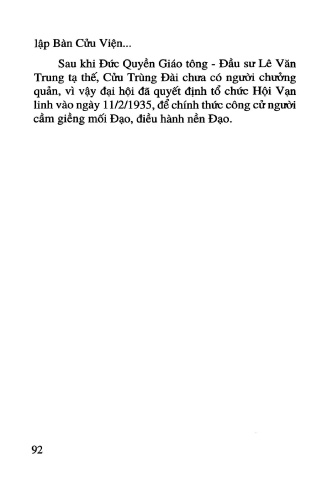 lập Bàn Cửu Viện...
Sau khi Đức Quyền Giáo tông - Đầu sư Lê Văn
Trung tạ thế, Cửu Trùng Đài chưa có người chưởng
quản, vì vậy đại hội đã quyết định tổ chức Hội Vạn
linh vào ngày 11/2/1935, để chính thức công cử người
cầm giềng mối Đạo, điều hành nền Đạo.
92